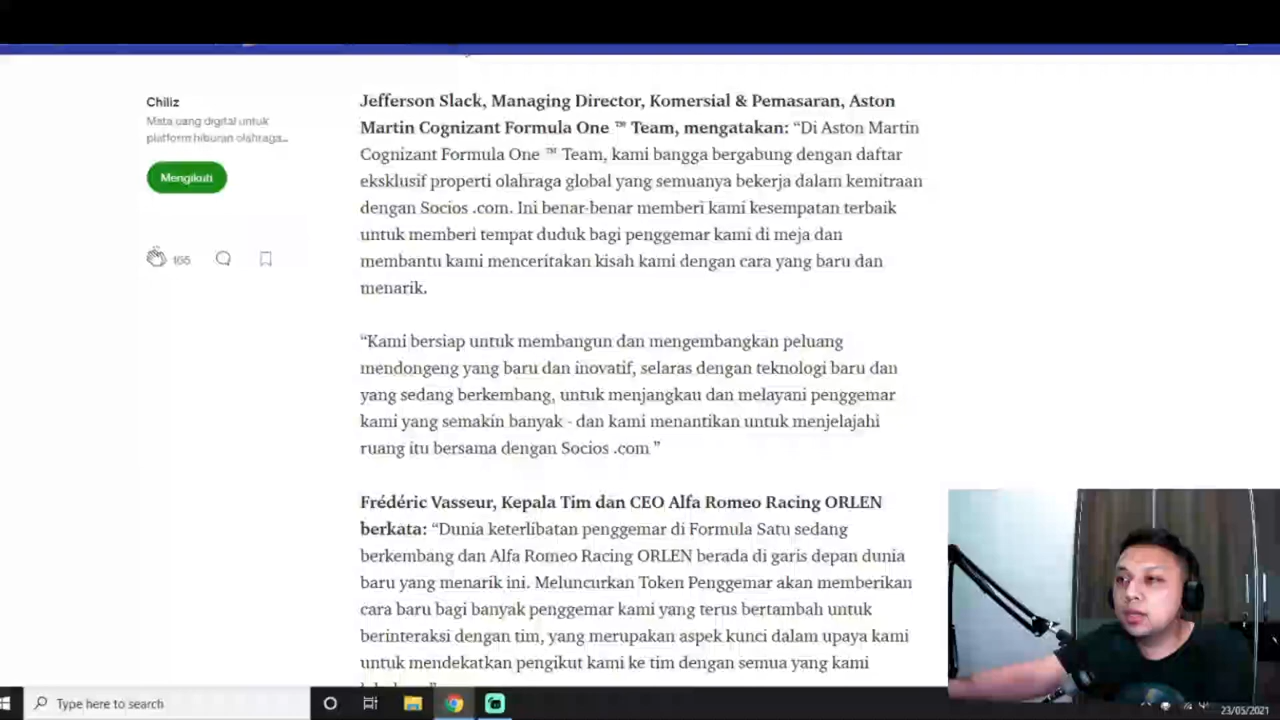 Chiliz
Mata uang digital untuk
platform hiburan olahraga...
Mengikuti
165
Jefferson Slack, Managing Director, Komersial & Pemasaran, Aston
Martin Cognizant Formula One ™ Team, mengatakan: “Di Aston Martin
Cognizant Formula One ™ Team, kami bangga bergabung dengan daftar
eksklusif properti olahraga global yang semuanya bekerja dalam kemitraan
dengan Socios .com. Ini benar-benar memberi kami kesempatan terbaik
untuk memberi tempat duduk bagi penggemar kami di meja dan
membantu kami menceritakan kisah kami dengan cara yang baru dan
menarik.
“Kami bersiap untuk membangun dan mengembangkan peluang
mendongeng yang baru dan inovatif, selaras dengan teknologi baru dan
yang sedang berkembang, untuk menjangkau dan melayani penggemar
kami yang semakin banyak - dan kami menantikan untuk menjelajahi
ruang itu bersama dengan Socios .com ”
Frédéric Vasseur, Kepala Tim dan CEO Alfa Romeo Racing ORLEN
berkata: “Dunia keterlibatan penggemar di Formula Satu sedang
berkembang dan Alfa Romeo Racing ORLEN berada di garis depan dunia
baru yang menarik ini. Meluncurkan Token Penggemar akan memberikan
cara baru bagi banyak penggemar kami yang terus bertambah untuk
berinteraksi dengan tim, yang merupakan aspek kunci dalam upaya kami
untuk mendekatkan pengikut kami ke tim dengan semua yang kami
Type here to search
23/05/2021